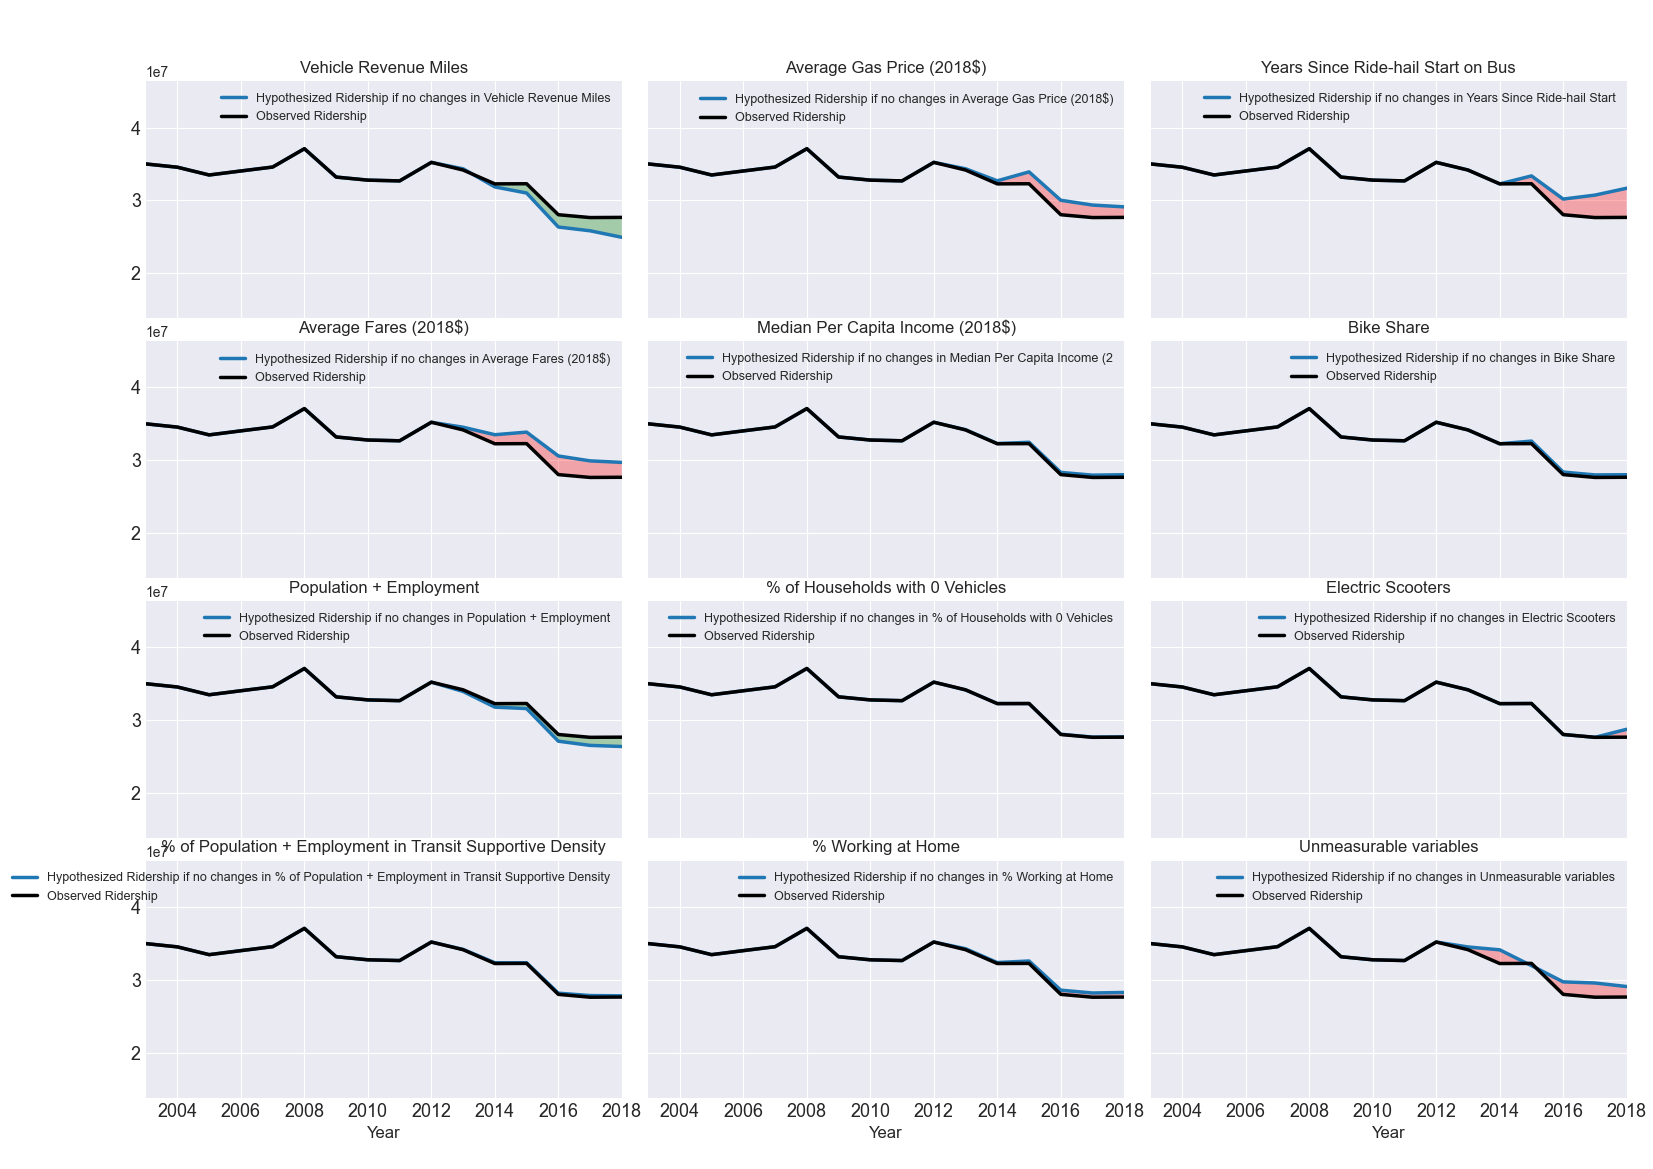 Vehicle Revenue Miles
1e7
Hypothesized Ridership if no changes in Vehicle Revenue Miles
Observed Ridership
4
3
2
Average Gas Price (2018$)
Hypothesized Ridership if no changes in Average Gas Price (2018$)
Observed Ridership
Years Since Ride-hail Start on Bus
Hypothesized Ridership if no changes in Years Since Ride-hail Start
Observed Ridership
Average Fares (2018$)
1e7
Hypothesized Ridership if no changes in Average Fares (2018$)
Observed Ridership
4
3
2
Median Per Capita Income (2018$)
Hypothesized Ridership if no changes in Median Per Capita Income (2
Observed Ridership
Bike Share
Hypothesized Ridership if no changes in Bike Share
Observed Ridership
Population + Employment
1e7
Hypothesized Ridership if no changes in Population + Employment
Observed Ridership
4
3
2
% of Households with 0 Vehicles
Hypothesized Ridership if no changes in % of Households with 0 Vehicles
Observed Ridership
Electric Scooters
Hypothesized Ridership if no changes in Electric Scooters
Observed Ridership
% of Population + Employment in Transit Supportive Density
1e7
Hypothesized Ridership if no changes in % of Population + Employment in Transit Supportive Density
Observed Ridership
4
3
2
2004 2006 2008 2010 2012 2014 2016 2018
Year
% Working at Home
Hypothesized Ridership if no changes in % Working at Home
Observed Ridership
2004 2006 2008 2010 2012 2014 2016 2018
Year
Unmeasurable variables
Hypothesized Ridership if no changes in Unmeasurable variables
Observed Ridership
2004 2006 2008 2010 2012 2014 2016 2018
Year